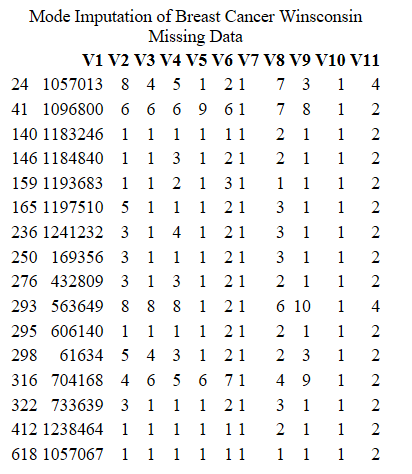 Mode Imputation of Breast Cancer Winsconsin
Missing Data
V1 V2 V3 V4 V5 V6 V7 V8 V9 V10 V11
24 1057013 8 4 5 1 2 1 7 3 1 4
41 1096800 6 6 6 9 6 1 7 8 1 2
140 1183246 1 1 1 1 1 1 2 1 1 2
146 1184840 1 1 3 1 2 1 2 1 1 2
159 1193683 1 1 2 1 3 1 1 1 1 2
165 1197510 5 1 1 1 2 1 3 1 1 2
236 1241232 3 1 4 1 2 1 3 1 1 2
250 169356 3 1 1 1 2 1 3 1 1 2
276 432809 3 1 3 1 2 1 2 1 1 2
293 563649 8 8 8 1 2 1 6 10 1 4
295 606140 1 1 1 1 2 1 2 1 1 2
298 61634 5 4 3 1 2 1 2 3 1 2
316 704168 4 6 5 6 7 1 4 9 1 2
322 733639 3 1 1 1 2 1 3 1 1 2
412 1238464 1 1 1 1 1 1 2 1 1 2
618 1057067 1 1 1 1 1 1 1 1 1 2